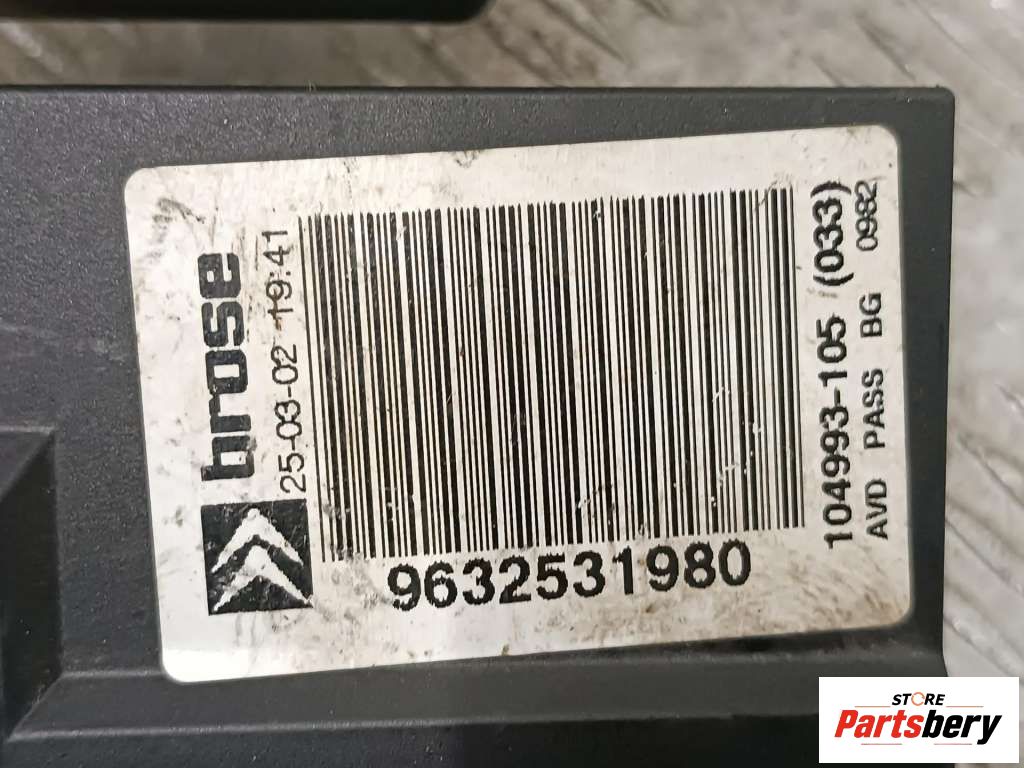 brose
25-03-02 19:41
9632531980
104993-105 (033)
AVD PASS BG 0982
STORE
Partsbery